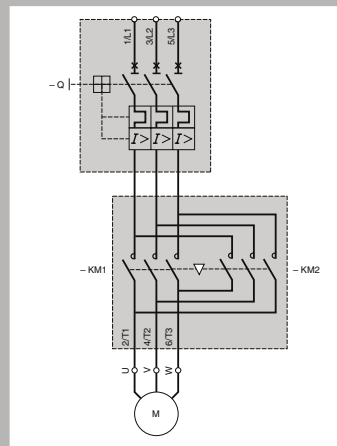 1/L1 3/L2 5/L3
– Q
I> I> I>
– KM1 – KM2
2/T1 4/T2 6/T3
U V W
M